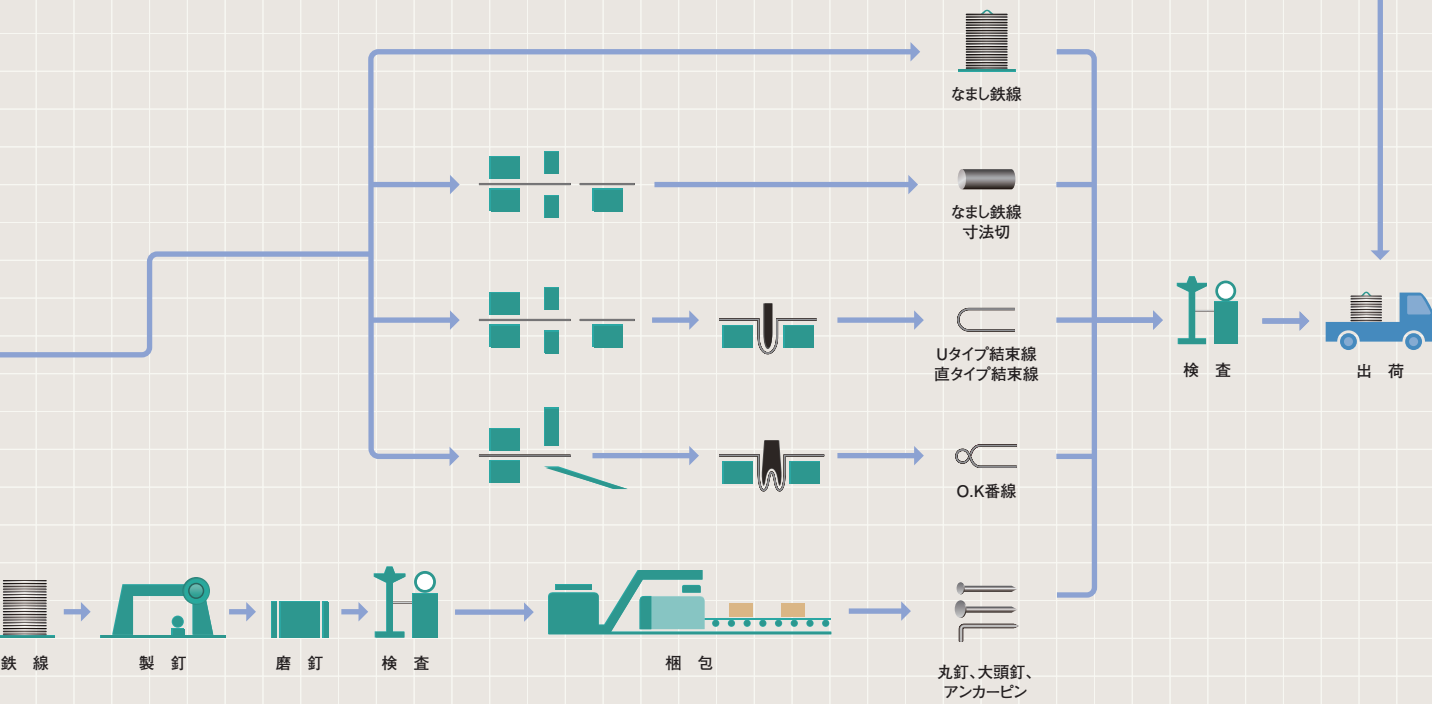 なまし鉄線
なまし鉄線
寸法切
Uタイプ結束線
直タイプ結束線
検 査
出 荷
O.K番線
鉄 線
製 釘
磨 釘
検 査
梱 包
丸釘、大頭釘、
アンカーピン